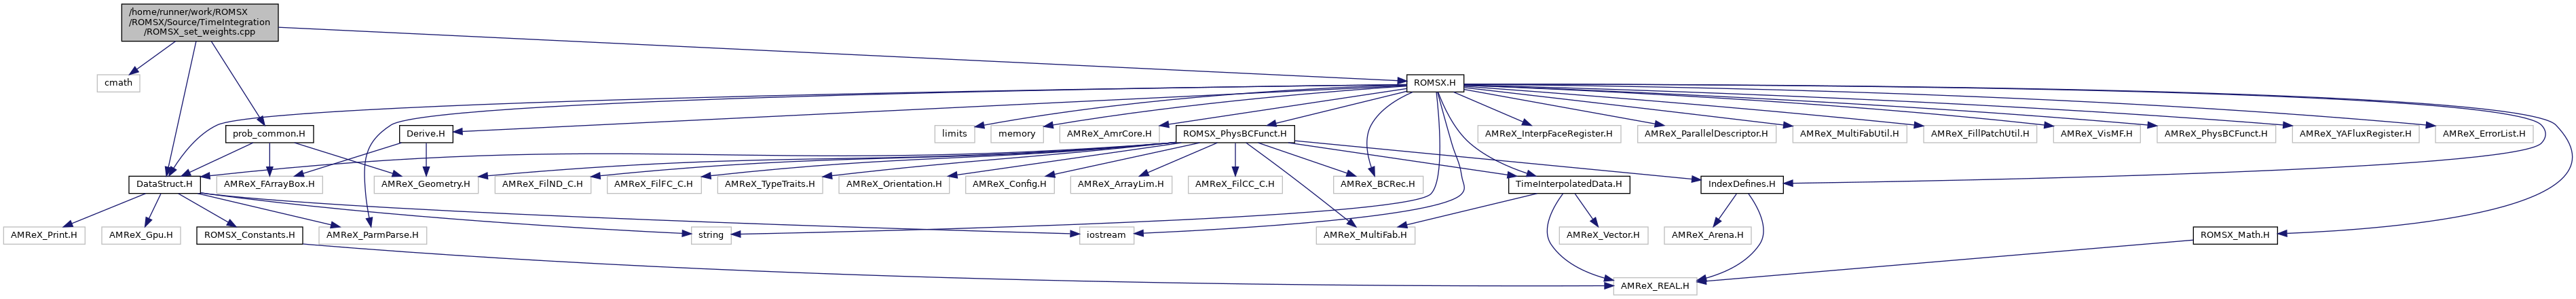 /home/runner/work/ROMSX
/ROMSX/Source/TimeIntegration
/ROMSX_set_weights.cpp
cmath
ROMSX.H
prob_common.H
Derive.H
limits
memory
AMReX_AmrCore.H
ROMSX_PhysBCFunct.H
AMReX_InterpFaceRegister.H
AMReX_ParallelDescriptor.H
AMReX_MultiFabUtil.H
AMReX_FillPatchUtil.H
AMReX_VisMF.H
AMReX_PhysBCFunct.H
AMReX_YAFluxRegister.H
AMReX_ErrorList.H
DataStruct.H
AMReX_FArrayBox.H
AMReX_Geometry.H
AMReX_FilND_C.H
AMReX_FilFC_C.H
AMReX_TypeTraits.H
AMReX_Orientation.H
AMReX_Config.H
AMReX_ArrayLim.H
AMReX_FilCC_C.H
AMReX_BCRec.H
TimeInterpolatedData.H
IndexDefines.H
AMReX_Print.H
AMReX_Gpu.H
ROMSX_Constants.H
AMReX_ParmParse.H
string
iostream
AMReX_MultiFab.H
AMReX_Vector.H
AMReX_Arena.H
ROMSX_Math.H
AMReX_REAL.H